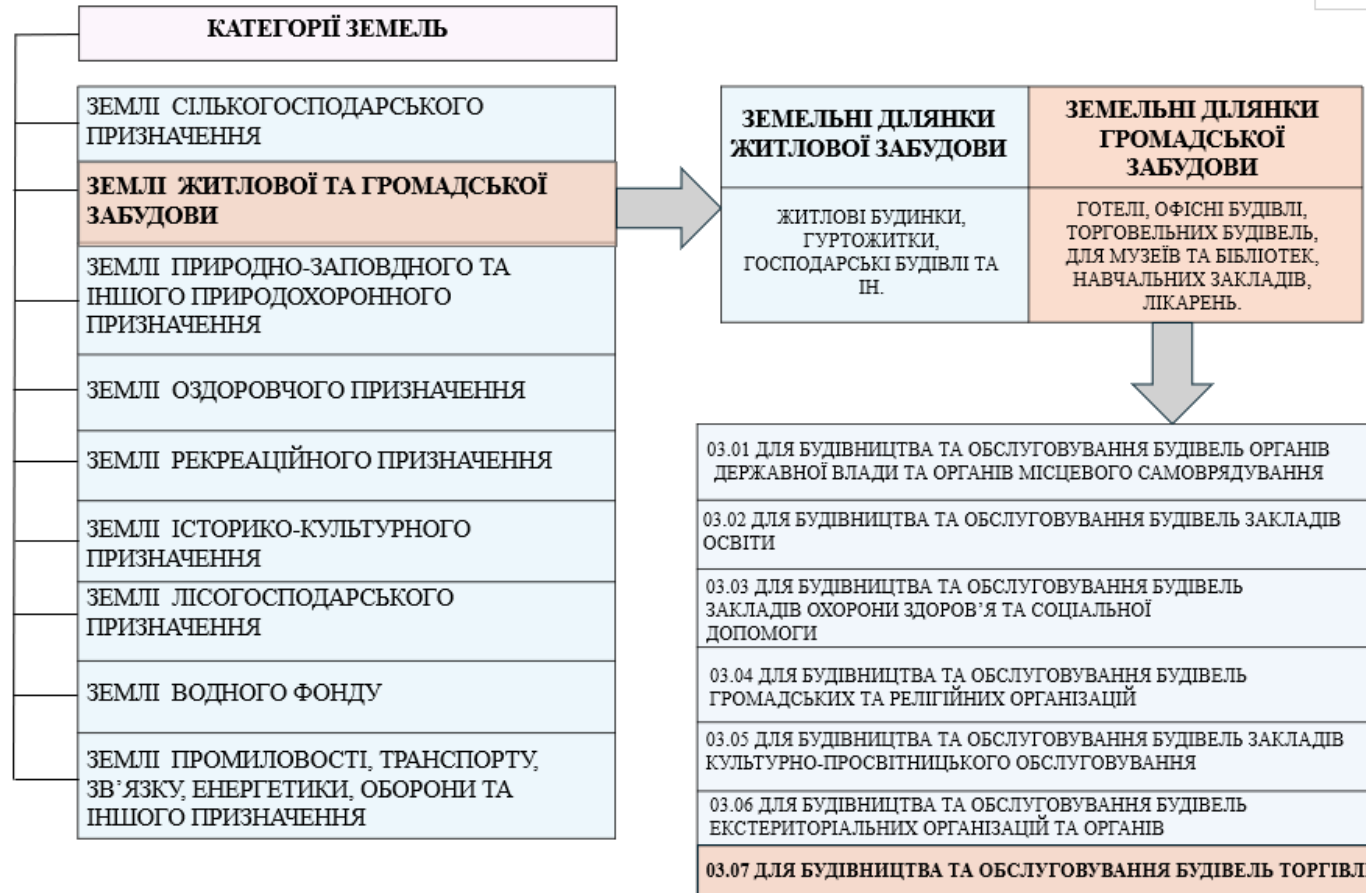 КАТЕГОРІЇ ЗЕМЕЛЬ
ЗЕМЛІ СІЛЬКОГОСПОДАРСЬКОГО
ПРИЗНАЧЕННЯ
ЗЕМЛІ ЖИТЛОВОЇ ТА ГРОМАДСЬКОЇ
ЗАБУДОВИ
ЗЕМЛІ ПРИРОДНО-ЗАПОВДНОГО ТА
ІНШОГО ПРИРОДОХОРОННОГО
ПРИЗНАЧЕННЯ
ЗЕМЛІ ОЗДОРОВЧОГО ПРИЗНАЧЕННЯ
ЗЕМЛІ РЕКРЕАЦІЙНОГО ПРИЗНАЧЕННЯ
ЗЕМЛІ ІСТОРИКО-КУЛЬТУРНОГО
ПРИЗНАЧЕННЯ
ЗЕМЛІ ЛІСОГОСПОДАРСЬКОГО
ПРИЗНАЧЕННЯ
ЗЕМЛІ ВОДНОГО ФОНДУ
ЗЕМЛІ ПРОМИЛОВОСТІ, ТРАНСПОРТУ,
ЗВ’ЯЗКУ, ЕНЕРГЕТИКИ, ОБОРОНИ ТА
ІНШОГО ПРИЗНАЧЕННЯ
ЗЕМЕЛЬНІ ДІЛЯНКИ
ЖИТЛОВОЇ ЗАБУДОВИ
ЖИТЛОВІ БУДИНКИ,
ГУРТОЖИТКИ,
ГОСПОДАРСЬКІ БУДІВЛІ ТА
ІН.
ЗЕМЕЛЬНІ ДІЛЯНКИ
ГРОМАДСЬКОЇ
ЗАБУДОВИ
ГОТЕЛІ, ОФІСНІ БУДІВЛІ,
ТОРГОВЕЛЬНИХ БУДІВЕЛЬ,
ДЛЯ МУЗЕЇВ ТА БІБЛІОТЕК,
НАВЧАЛЬНИХ ЗАКЛАДІВ,
ЛІКАРЕНЬ.
03.01 ДЛЯ БУДІВНИЦТВА ТА ОБСЛУГОВУВАННЯ БУДІВЕЛЬ ОРГАНІВ
ДЕРЖАВНОЇ ВЛАДИ ТА ОРГАНІВ МІСЦЕВОГО САМОВРЯДУВАННЯ
03.02 ДЛЯ БУДІВНИЦТВА ТА ОБСЛУГОВУВАННЯ БУДІВЕЛЬ ЗАКЛАДІВ
ОСВІТИ
03.03 ДЛЯ БУДІВНИЦТВА ТА ОБСЛУГОВУВАННЯ БУДІВЕЛЬ
ЗАКЛАДІВ ОХОРОНИ ЗДОРОВ’Я ТА СОЦІАЛЬНОЇ
ДОПОМОГИ
03.04 ДЛЯ БУДІВНИЦТВА ТА ОБСЛУГОВУВАННЯ БУДІВЕЛЬ
ГРОМАДСЬКИХ ТА РЕЛІГІЙНИХ ОРГАНІЗАЦІЙ
03.05 ДЛЯ БУДІВНИЦТВА ТА ОБСЛУГОВУВАННЯ БУДІВЕЛЬ ЗАКЛАДІВ
КУЛЬТУРНО-ПРОСВІТНИЦЬКОГО ОБСЛУГОВУВАННЯ
03.06 ДЛЯ БУДІВНИЦТВА ТА ОБСЛУГОВУВАННЯ БУДІВЕЛЬ
ЕКСТЕРИТОРІАЛЬНИХ ОРГАНІЗАЦІЙ ТА ОРГАНІВ
03.07 ДЛЯ БУДІВНИЦТВА ТА ОБСЛУГОВУВАННЯ БУДІВЕЛЬ